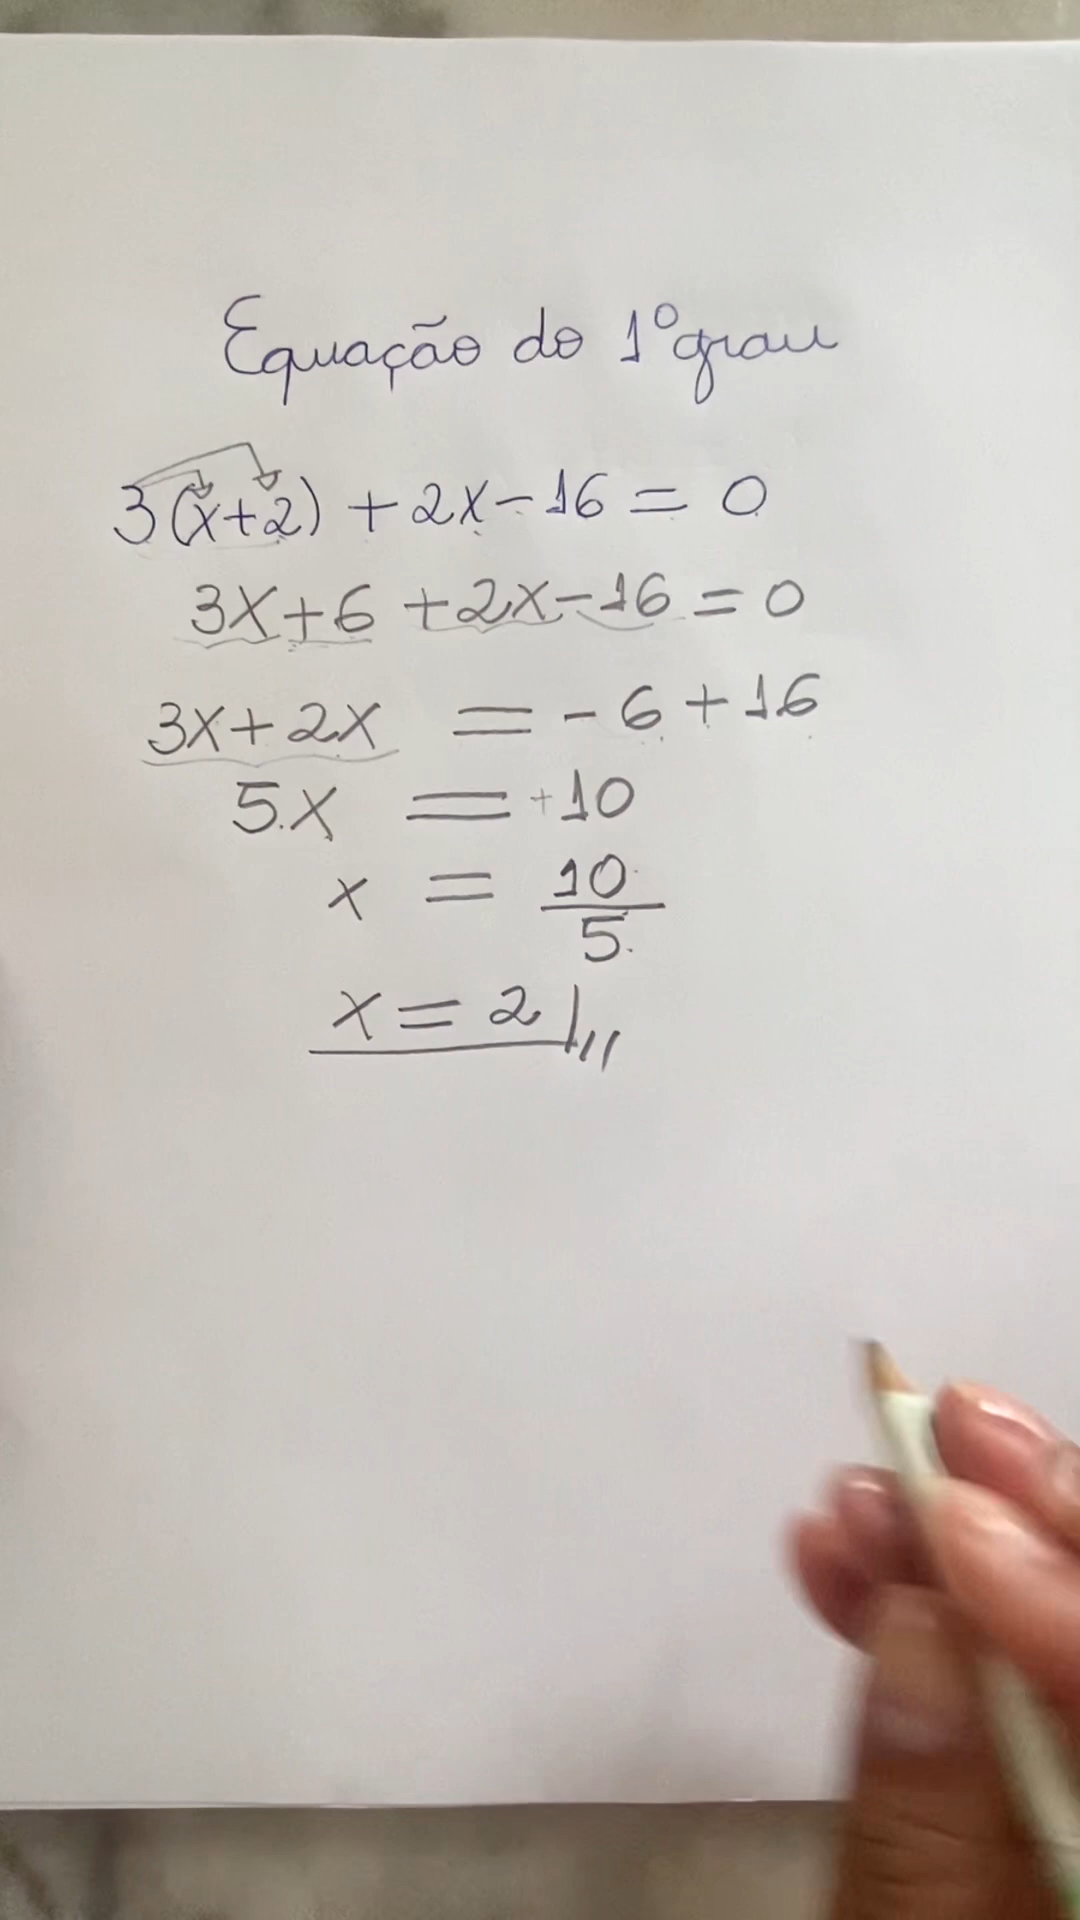 Equação do 1º grau
3(x+2) + 2x - 16 = 0
3x + 6 + 2x - 16 = 0
3x + 2x = - 6 + 16
5.x = +10
x = 10/5
x = 2